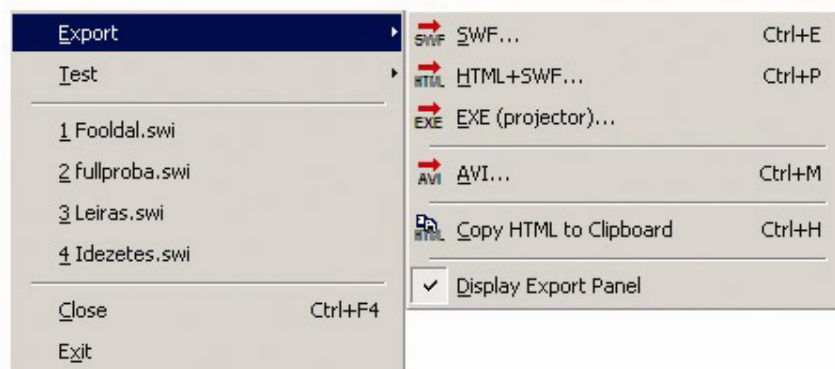 Export
Test
1 Fooldal.swi
2 fullproba.swi
3 Leiras.swi
4 Idezetes.swi
Close Ctrl+F4
Exit
SWF SWF... Ctrl+E
HTML HTML+SWF... Ctrl+P
EXE EXE (projector)...
AVI AVI... Ctrl+M
HTML Copy HTML to Clipboard Ctrl+H
Display Export Panel